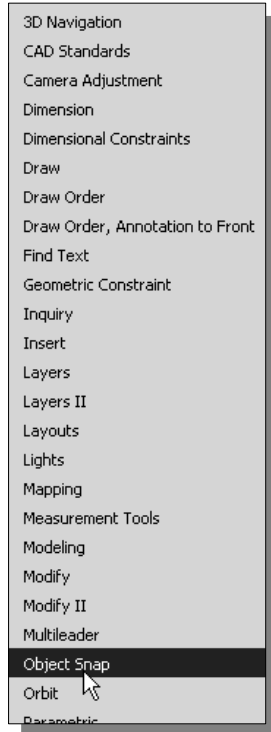 3D Navigation
CAD Standards
Camera Adjustment
Dimension
Dimensional Constraints
Draw
Draw Order
Draw Order, Annotation to Front
Find Text
Geometric Constraint
Inquiry
Insert
Layers
Layers II
Layouts
Lights
Mapping
Measurement Tools
Modeling
Modify
Modify II
Multileader
Object Snap
Orbit
Parametric